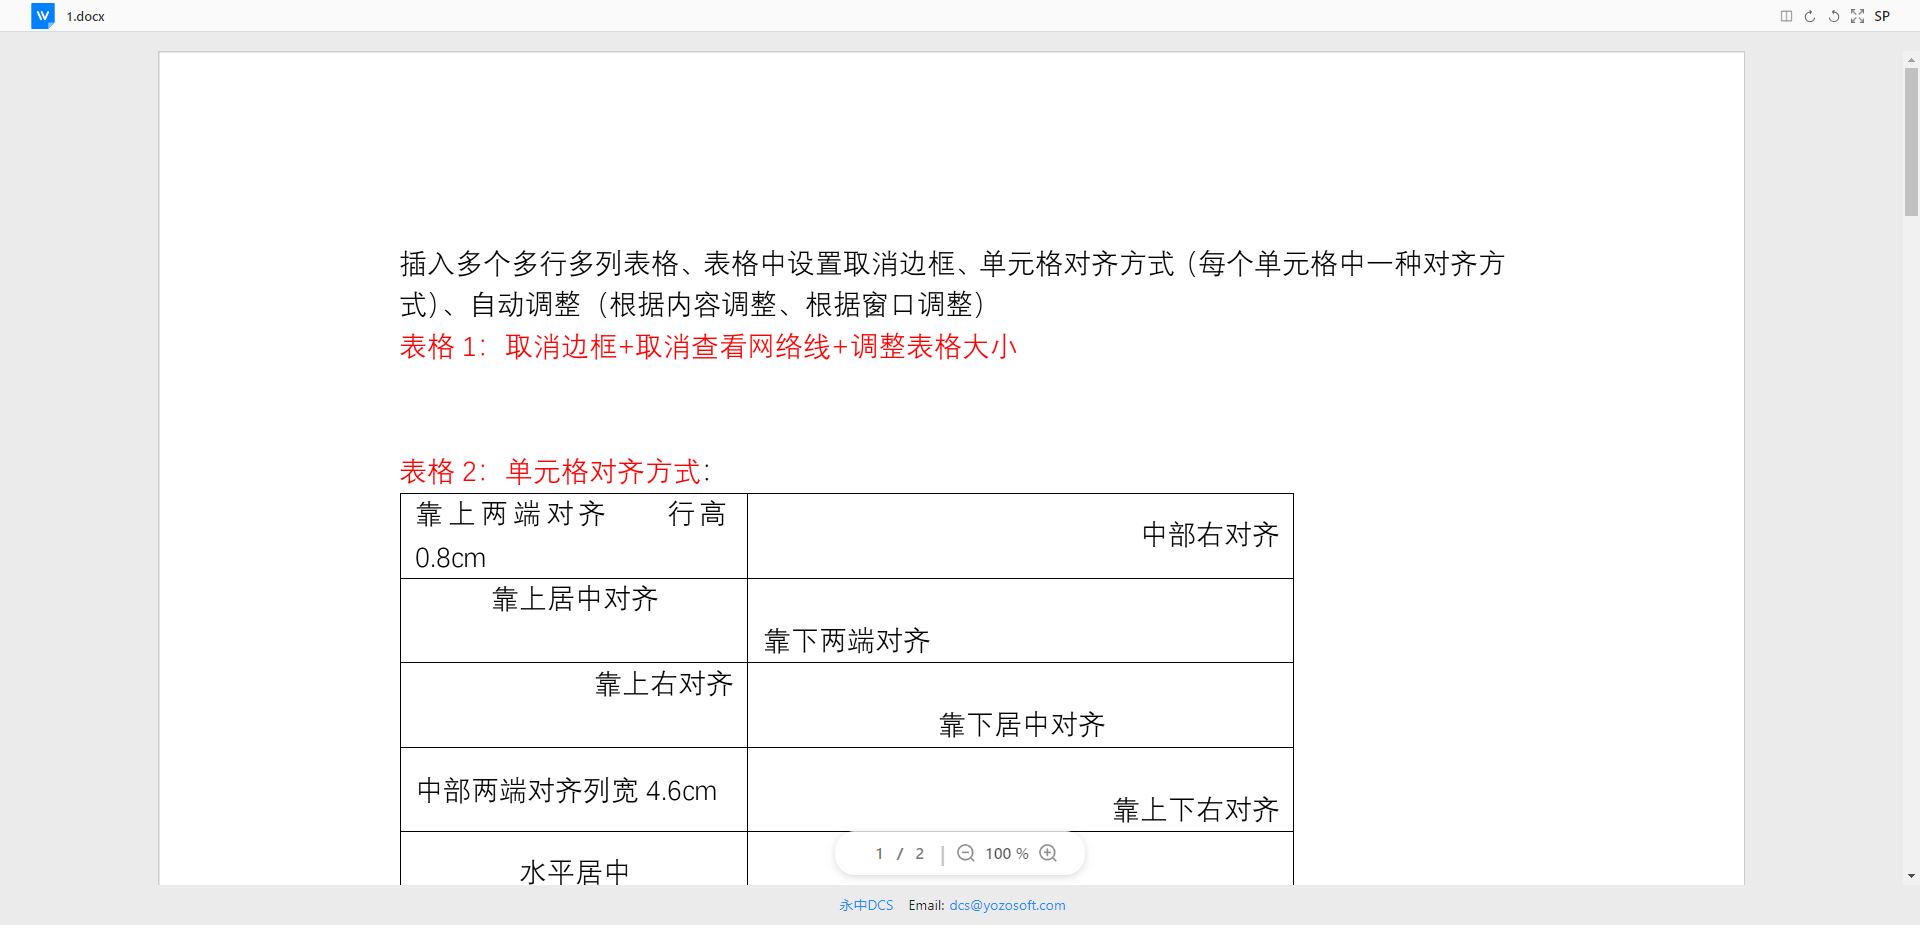 W 1.docx SP
插入多个多行多列表格、表格中设置取消边框、单元格对齐方式（每个单元格中一种对齐方
式）、自动调整（根据内容调整、根据窗口调整）
表格 1：取消边框+取消查看网络线+调整表格大小
表格 2：单元格对齐方式：
靠上两端对齐 行高
0.8cm
中部右对齐
靠上居中对齐
靠下两端对齐
靠上右对齐
靠下居中对齐
中部两端对齐列宽 4.6cm
靠上下右对齐
水平居中
1 / 2 100 %
永中DCS Email: dcs@yozosoft.com